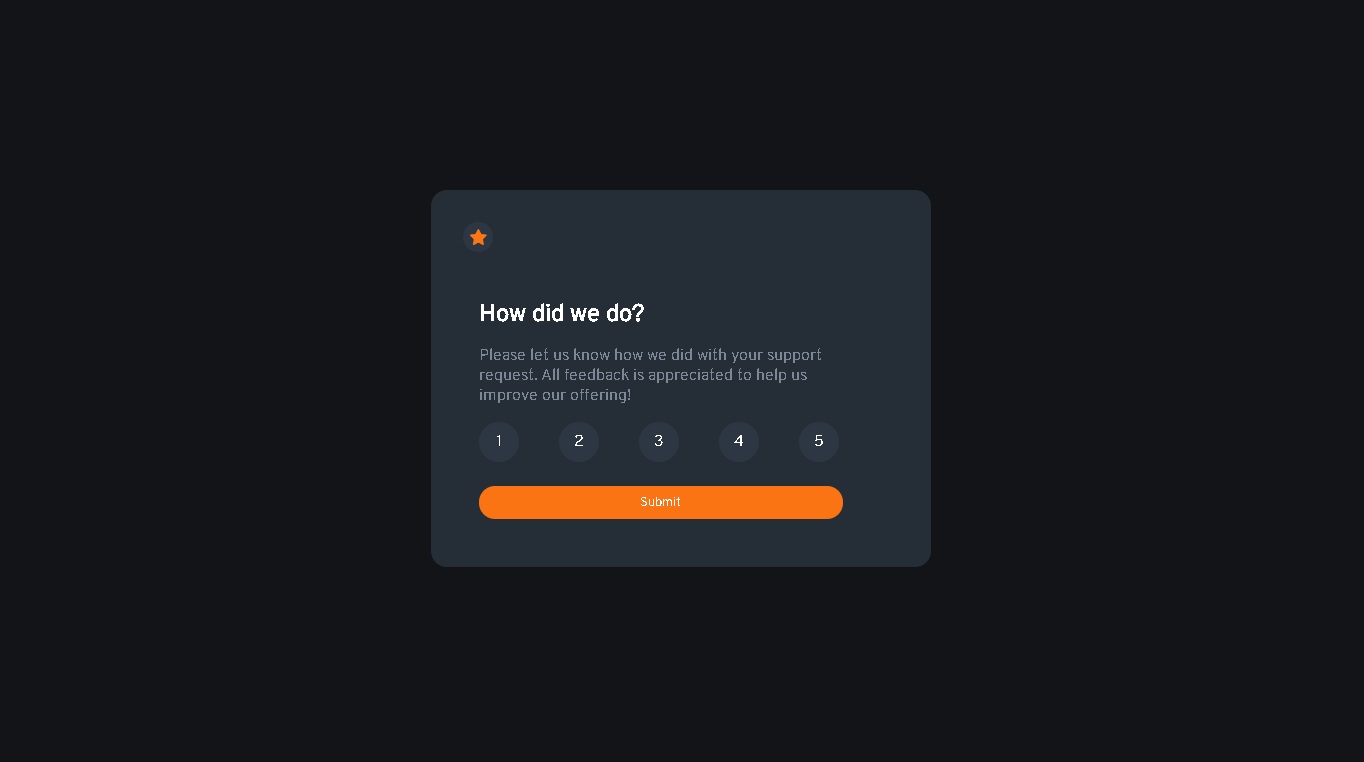 How did we do?
Please let us know how we did with your support
request. All feedback is appreciated to help us
improve our offering!
1 2 3 4 5
Submit